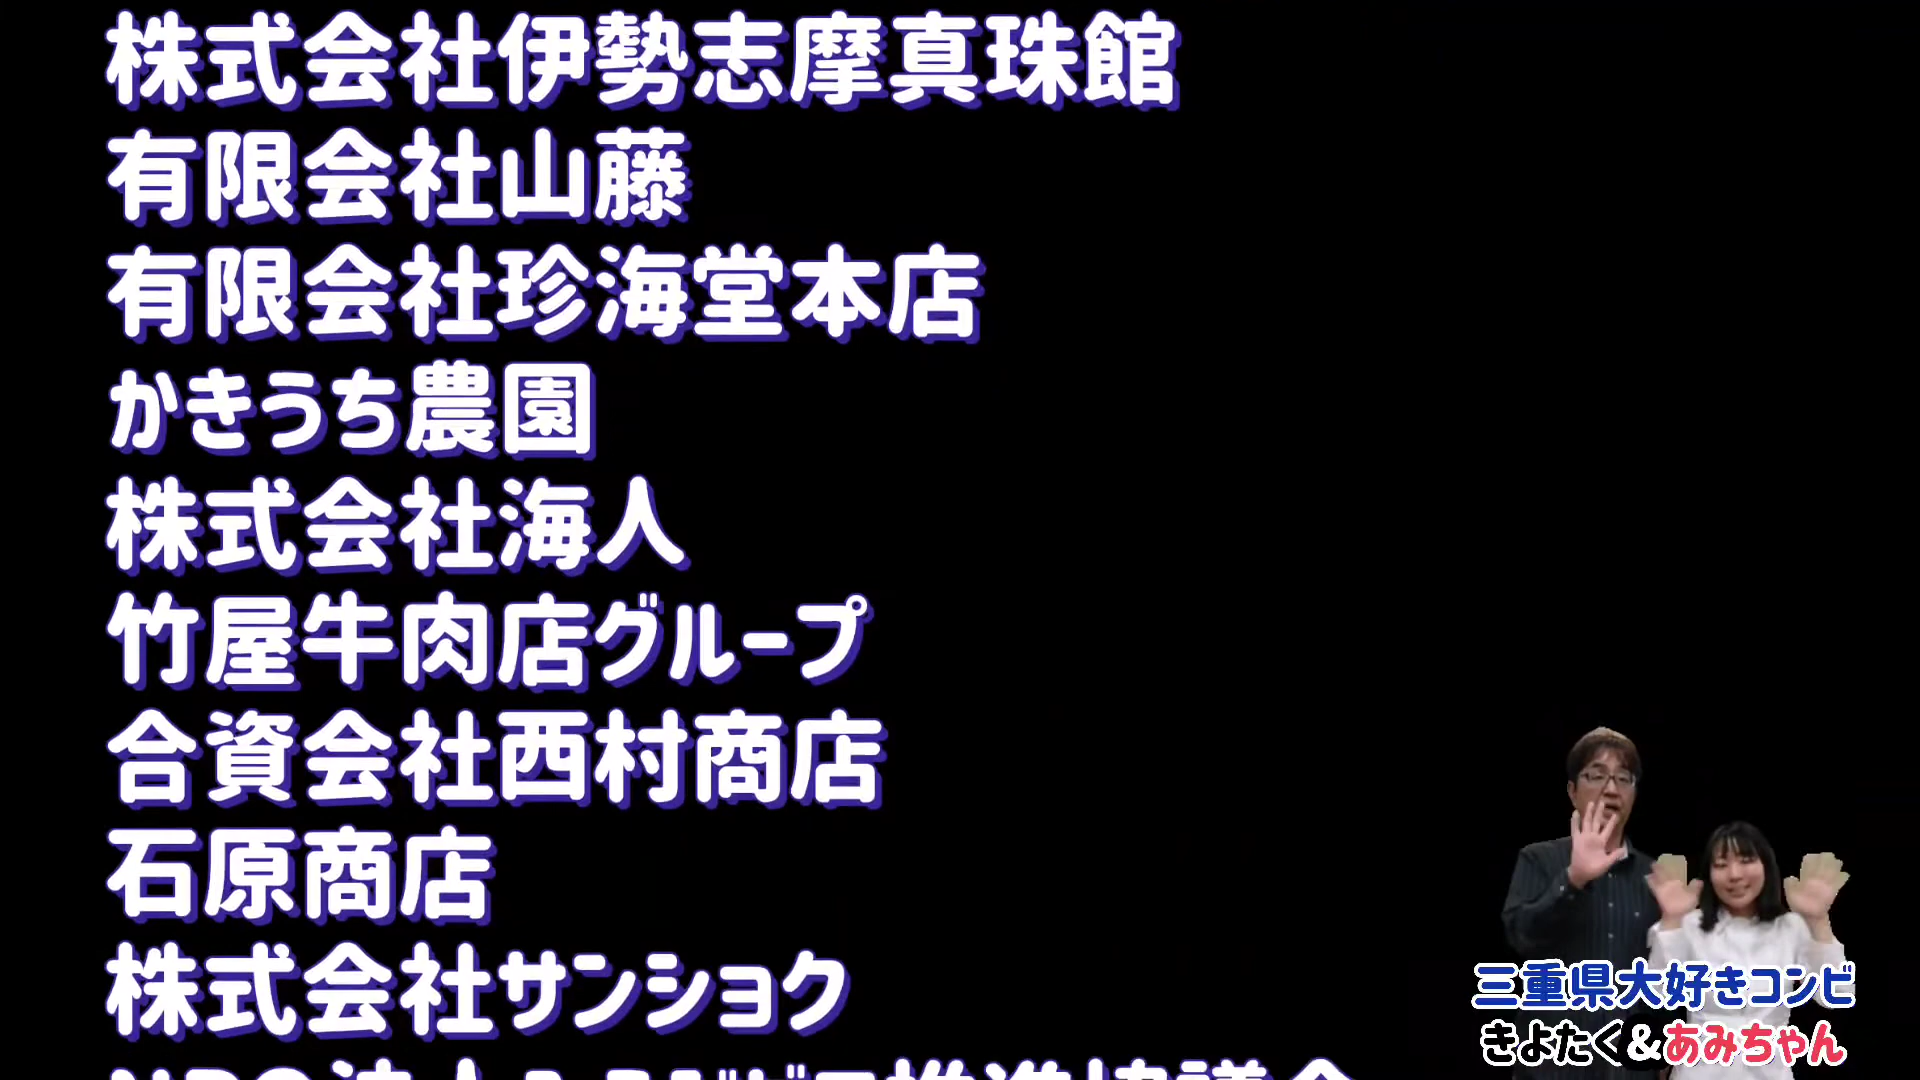 株式会社伊勢志摩真珠館
有限会社山藤
有限会社珍海堂本店
かきうち農園
株式会社海人
竹屋牛肉店グループ
合資会社西村商店
石原商店
株式会社サンショク
三重県大好きコンビ
きよたく&あみちゃん